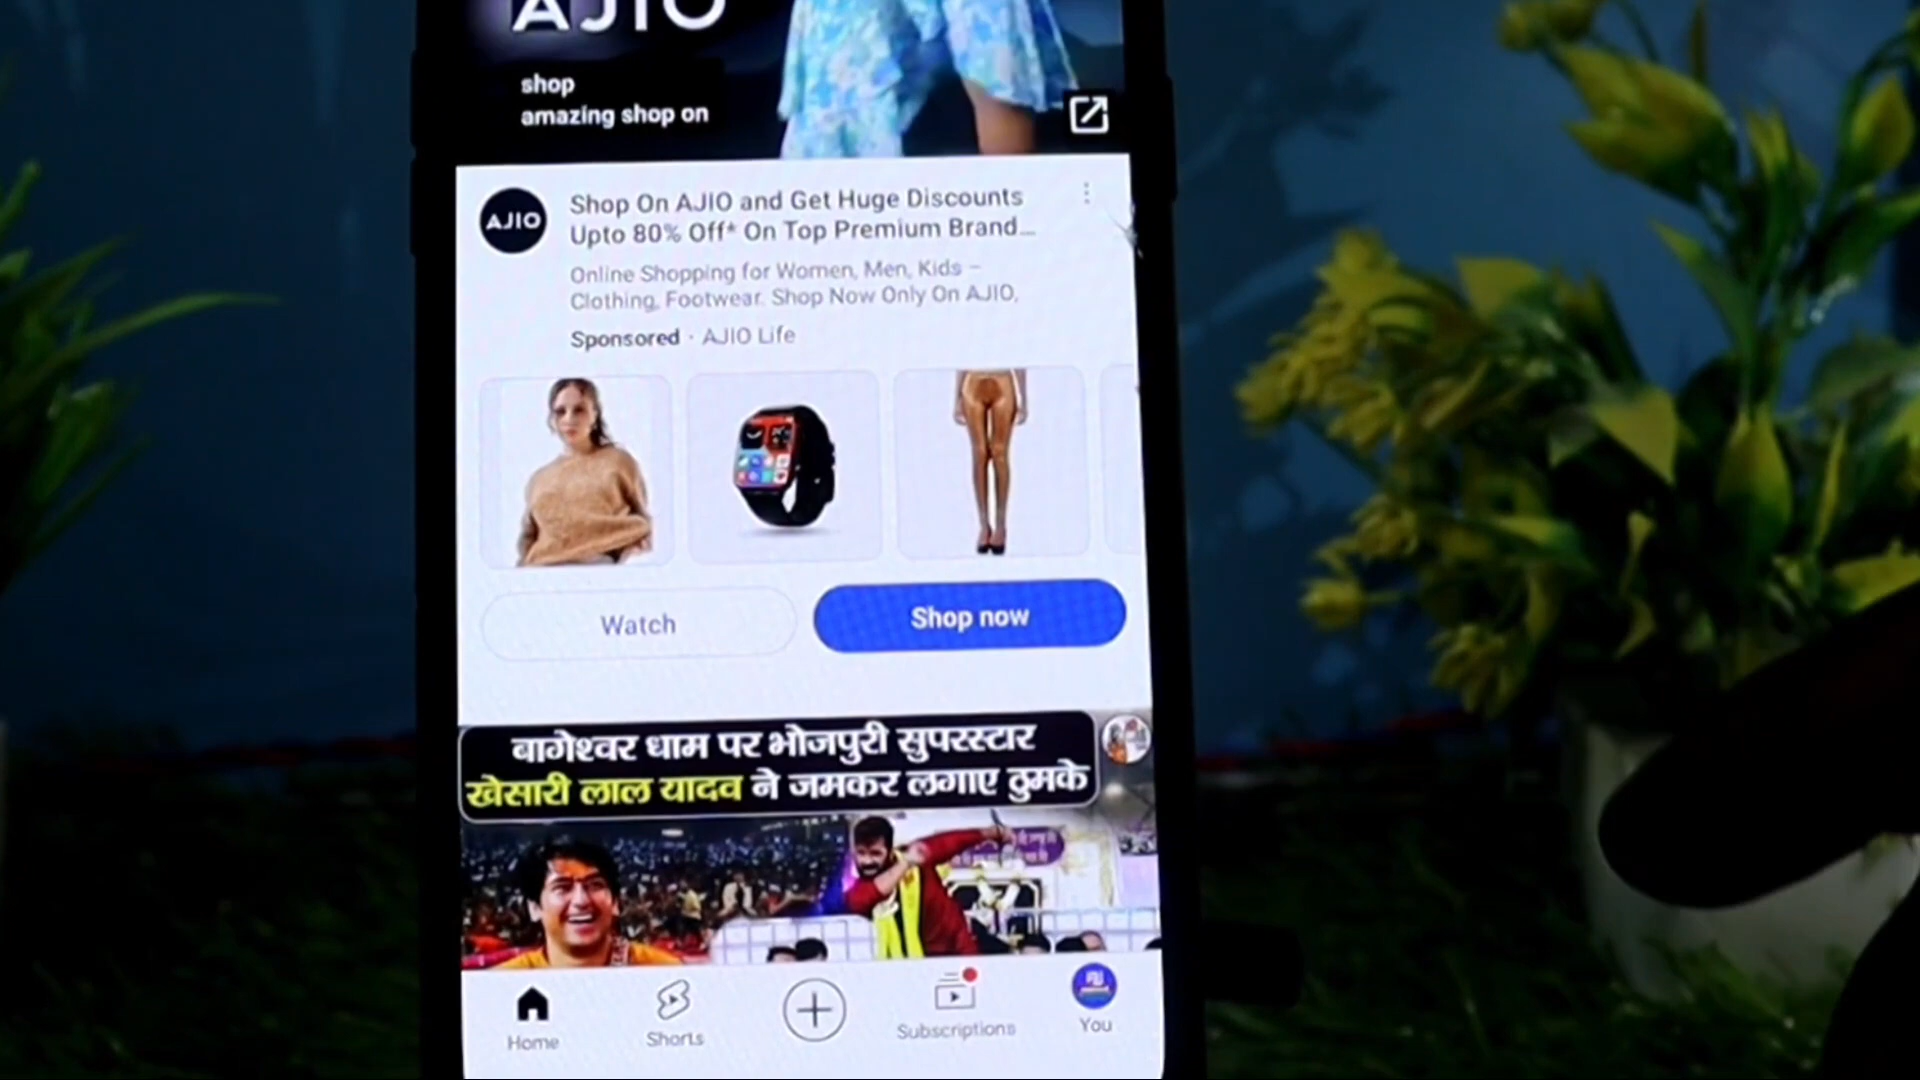 AJIO
shop
amazing shop on
AJIO
Shop On AJIO and Get Huge Discounts
Upto 80% Off* On Top Premium Brand...
Online Shopping for Women, Men, Kids –
Clothing, Footwear. Shop Now Only On AJIO,
Sponsored · AJIO Life
Watch
Shop now
बागेश्वर धाम पर भोजपुरी सुपरस्टार
खेसारी लाल यादव ने जमकर लगाए ठुमके
Home
Shorts
Subscriptions
You